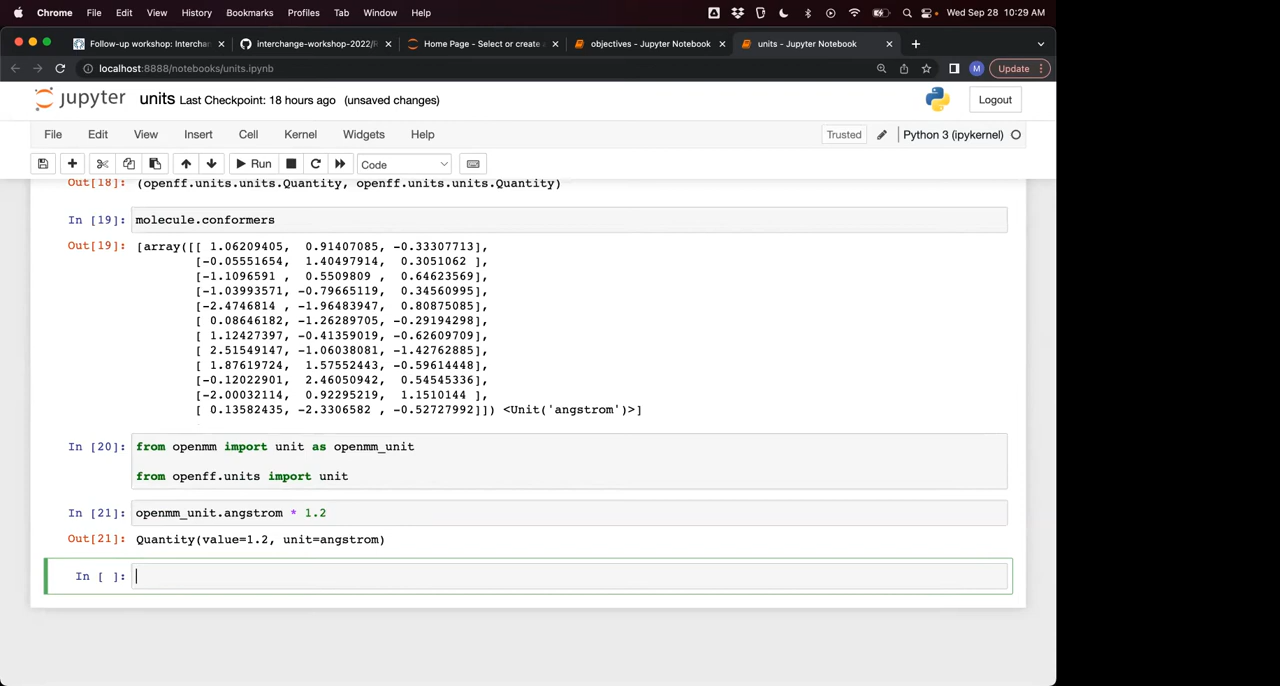 Chrome File Edit View History Bookmarks Profiles Tab Window Help Wed Sep 28 10:29 AM
Follow-up workshop: Intercha interchange-workshop-2022/R Home Page - Select or create a objectives - Jupyter Notebook units - Jupyter Notebook
localhost:8888/notebooks/units.ipynb M Update
jupyter units Last Checkpoint: 18 hours ago (unsaved changes) Logout
File Edit View Insert Cell Kernel Widgets Help Trusted Python 3 (ipykernel)
Run Code
Out[18]: (openff.units.units.Quantity, openff.units.units.Quantity)
In [19]: molecule.conformers
Out[19]: [array([[ 1.06209405, 0.91407085, -0.33307713],
[-0.05551654, 1.40497914, 0.3051062 ],
[-1.1096591 , 0.5509809 , 0.64623569],
[-1.03993571, -0.79665119, 0.34560995],
[-2.4746814 , -1.96483947, 0.80875085],
[ 0.08646182, -1.26289705, -0.29194298],
[ 1.12427397, -0.41359019, -0.62609709],
[ 2.51549147, -1.06038081, -1.42762885],
[ 1.87619724, 1.57552443, -0.59614448],
[-0.12022901, 2.46050942, 0.54545336],
[-2.00032114, 0.92295219, 1.1510144 ],
[ 0.13582435, -2.3306582 , -0.52727992]]) <Unit('angstrom')>]
In [20]: from openmm import unit as openmm_unit
from openff.units import unit
In [21]: openmm_unit.angstrom * 1.2
Out[21]: Quantity(value=1.2, unit=angstrom)
In [ ]: